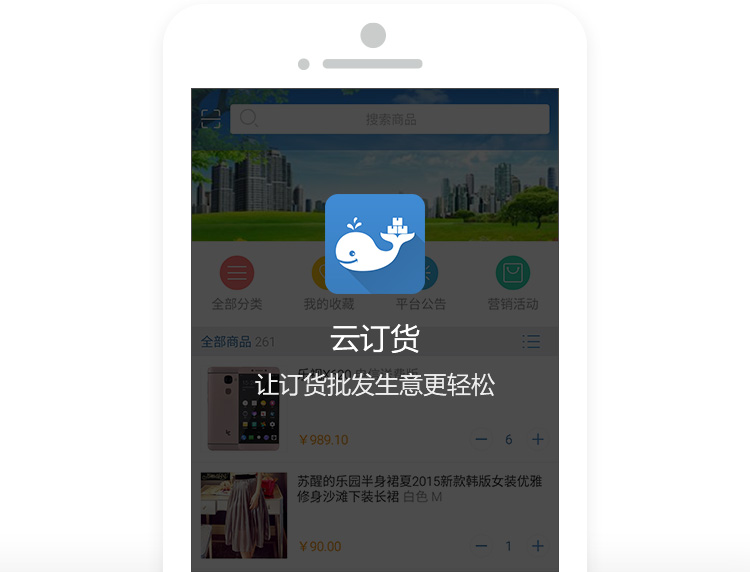 搜索商品
全部分类
我的收藏
平台公告
营销活动
云订货
全部商品 261
让订货批发生意更轻松
¥989.10
6
苏醒的乐园半身裙夏2015新款韩版女装优雅
修身沙滩下装长裙 白色 M
¥90.00
1